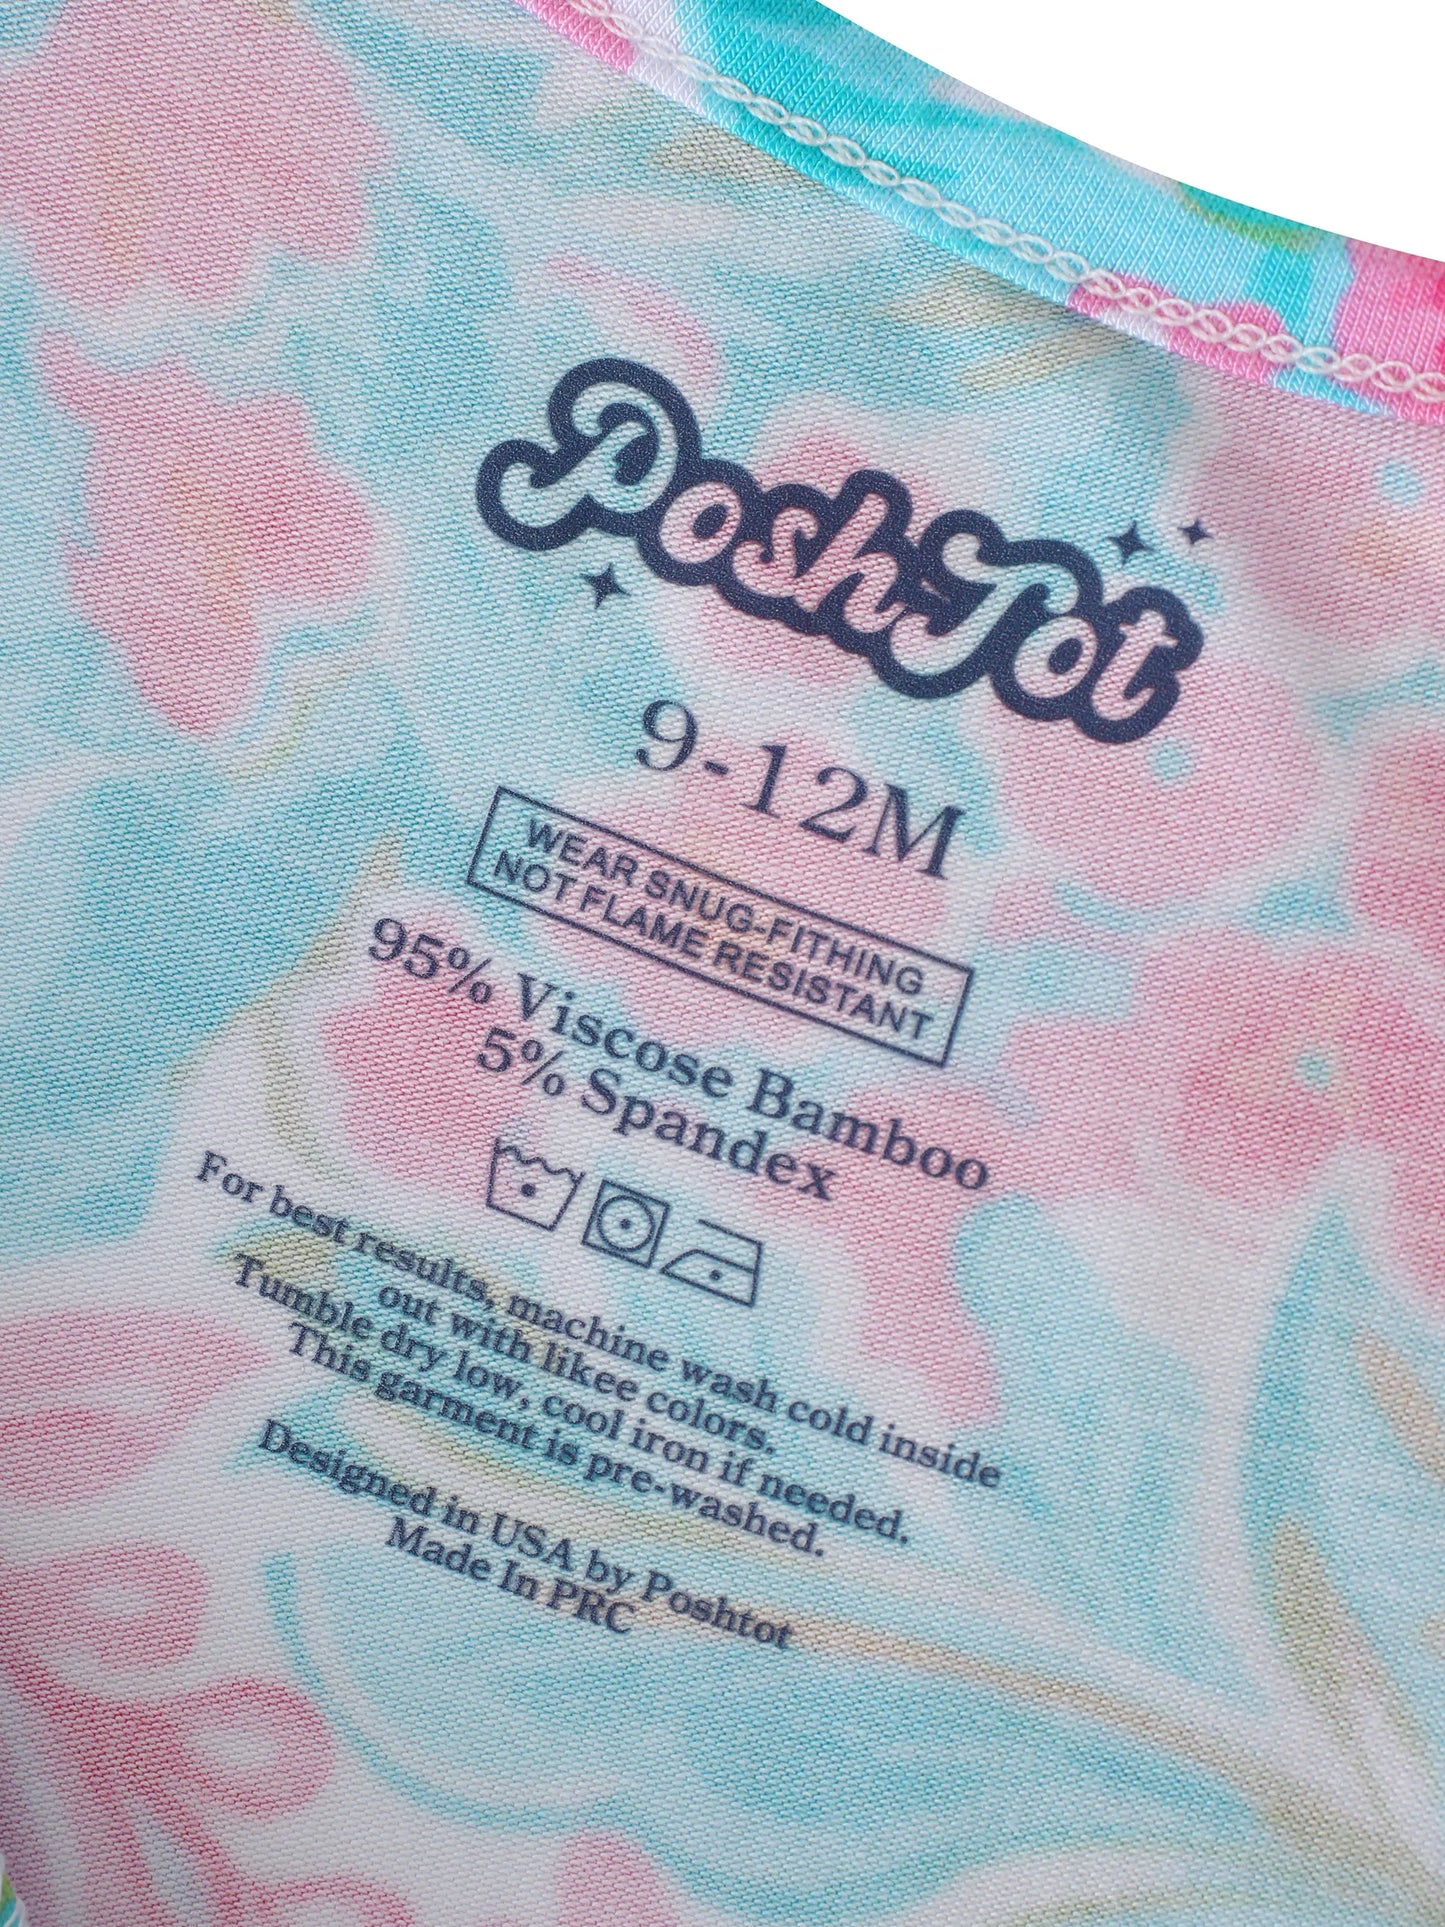 PoshTot
9-12M
WEAR SNUG-FITHING
NOT FLAME RESISTANT
95% Viscose Bamboo
5% Spandex
For best results, machine wash cold inside
out with likee colors.
Tumble dry low, cool iron if needed.
This garment is pre-washed.
Designed in USA by Poshtot
Made In PRC